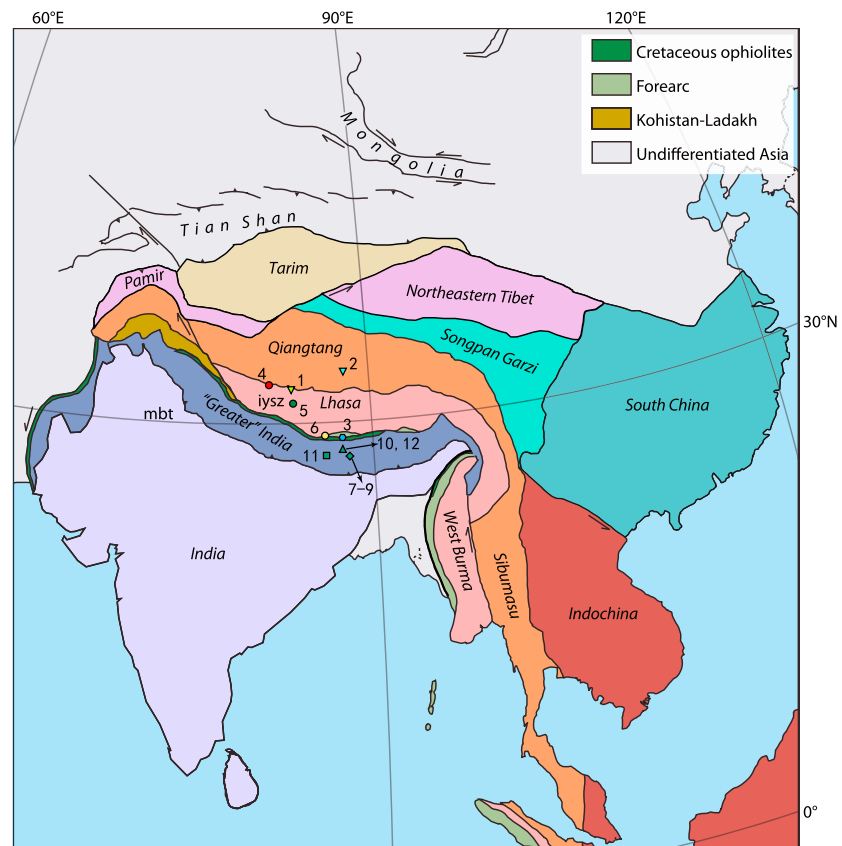 60°E
90°E
120°E
Cretaceous ophiolites
Forearc
Kohistan-Ladakh
Undifferentiated Asia
Mongolia
Tian Shan
Tarim
Pamir
Northeastern Tibet
30°N
Songpan Garzi
Qiangtang
2
4
1
iysz
5
Lhasa
South China
mbt
"Greater" India
6
3
10, 12
11
7–9
India
West Burma
Sibumasu
Indochina
0°